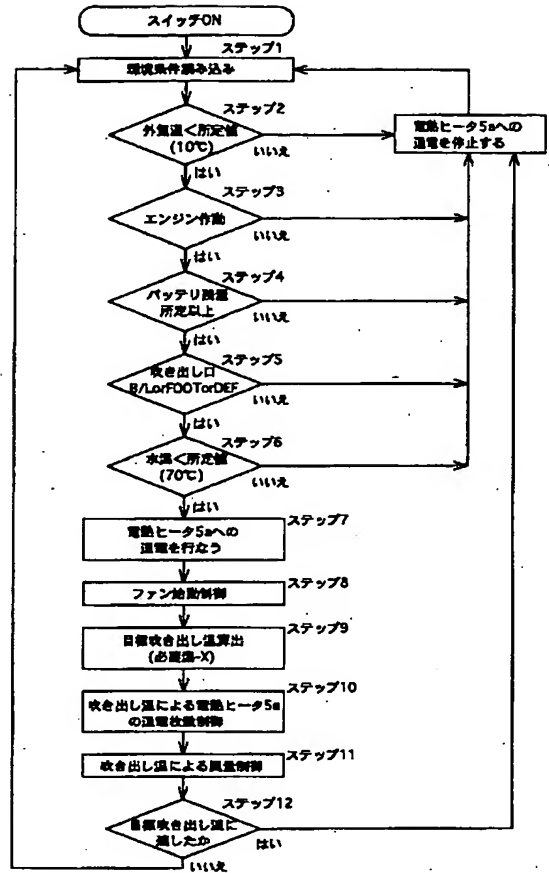 スイッチON
ステップ1
環境条件読み込み
ステップ2
外気温<所定値
(10℃)
いいえ
はい
電熱ヒータ5aへの
通電を停止する
ステップ3
エンジン作動
いいえ
はい
ステップ4
バッテリ残量
所定以上
いいえ
はい
ステップ5
吹き出し口
B/LorFOOTorDEF
いいえ
はい
ステップ6
水温<所定値
(70℃)
いいえ
はい
ステップ7
電熱ヒータ5aへの
通電を行なう
ステップ8
ファン始動制御
ステップ9
目標吹き出し温算出
(必要温-X)
ステップ10
吹き出し温による電熱ヒータ5a
の通電枚数制御
ステップ11
吹き出し温による風量制御
ステップ12
目標吹き出し温に
達したか
はい
いいえ